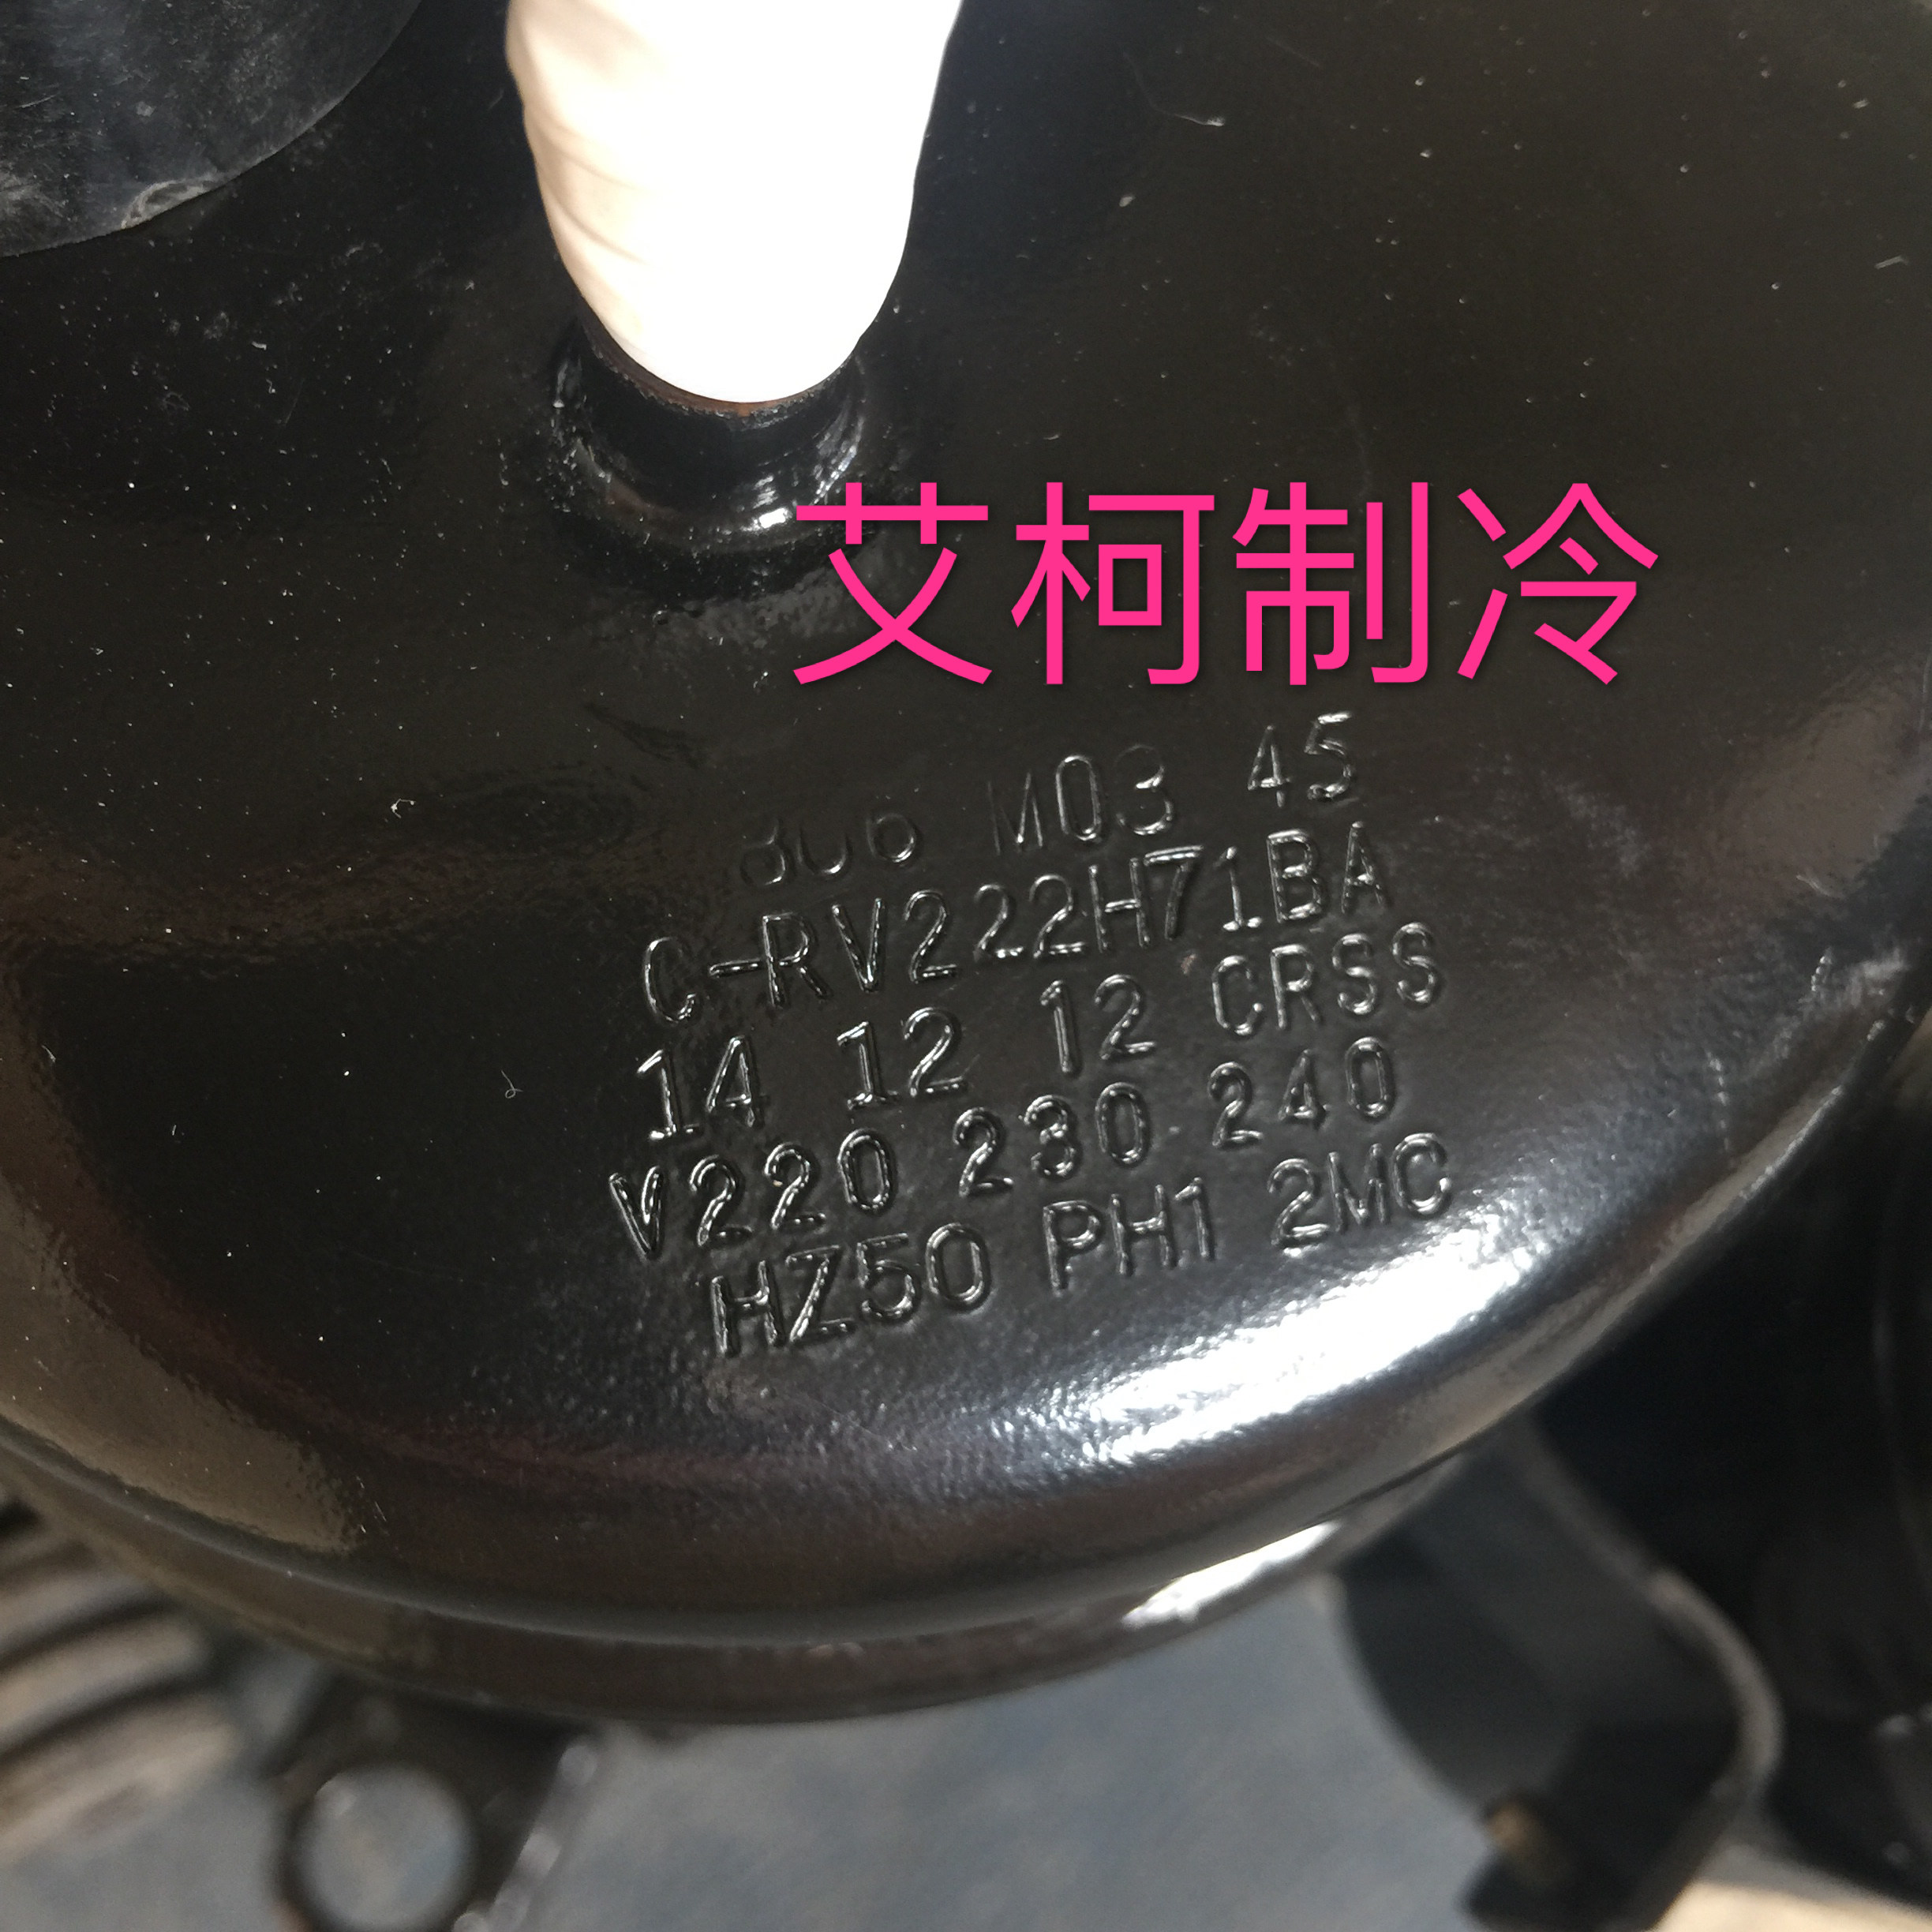 艾柯制冷
806 M03 45
C-RV222H71BA
14 12 12 CRSS
V220 230 240
HZ50 PH1 2MC